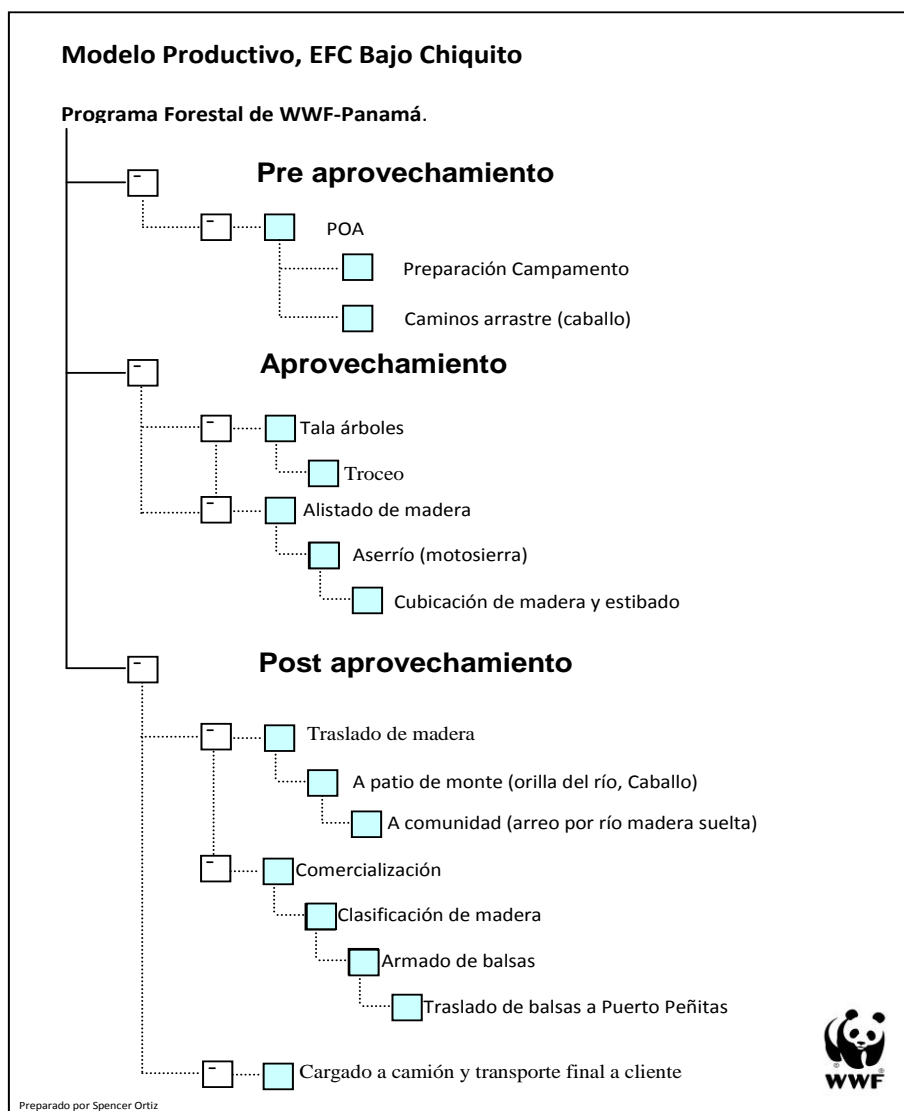 Modelo Productivo, EFC Bajo Chiquito
Programa Forestal de WWF-Panamá.
Pre aprovechamiento
POA
Preparación Campamento
Caminos arrastre (caballo)
Aprovechamiento
Tala árboles
Troceo
Alistado de madera
Aserrío (motosierra)
Cubicación de madera y estibado
Post aprovechamiento
Traslado de madera
A patio de monte (orilla del río, Caballo)
A comunidad (arreo por río madera suelta)
Comercialización
Clasificación de madera
Armado de balsas
Traslado de balsas a Puerto Peñitas
Cargado a camión y transporte final a cliente
WWF
Preparado por Spencer Ortiz